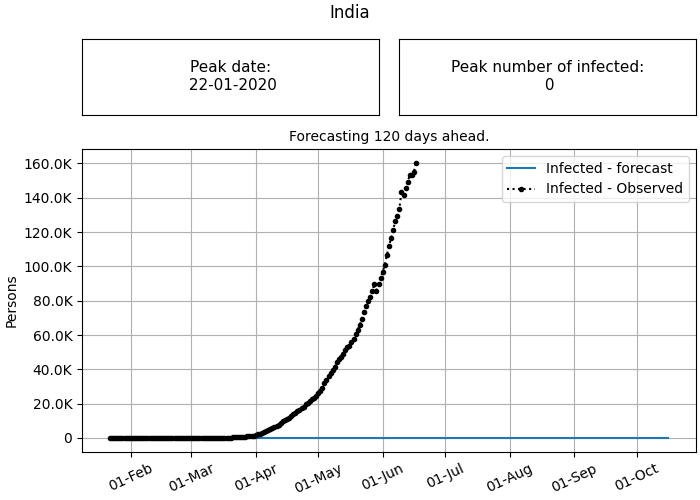 India
Peak date:
22-01-2020
Peak number of infected:
0
Forecasting 120 days ahead.
Infected - forecast
Infected - Observed
160.0K
140.0K
120.0K
100.0K
80.0K
60.0K
40.0K
20.0K
0
Persons
01-Feb
01-Mar
01-Apr
01-May
01-Jun
01-Jul
01-Aug
01-Sep
01-Oct